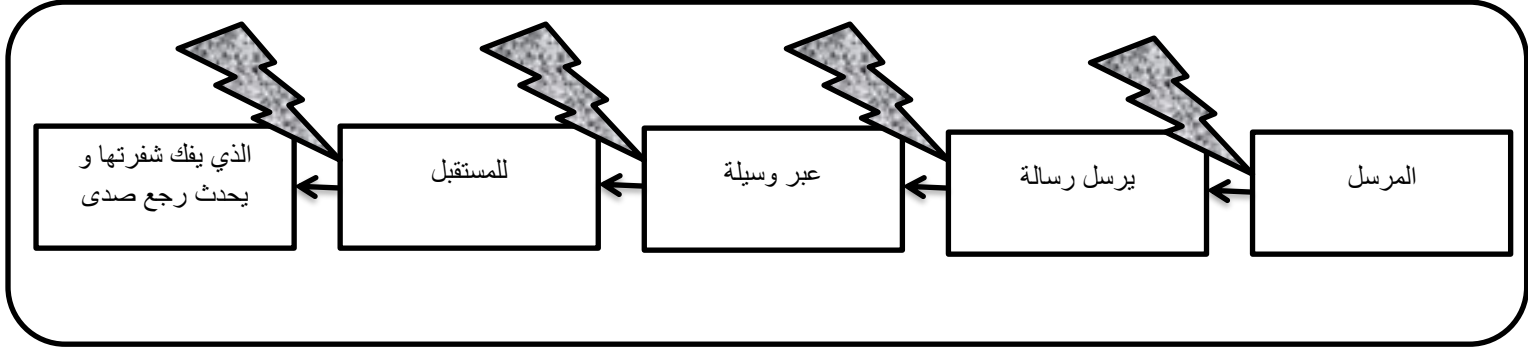 المرسل
يرسل رسالة
عبر وسيلة
للمستقبل
الذي يفك شفرتها و
يحدث رجع صدى